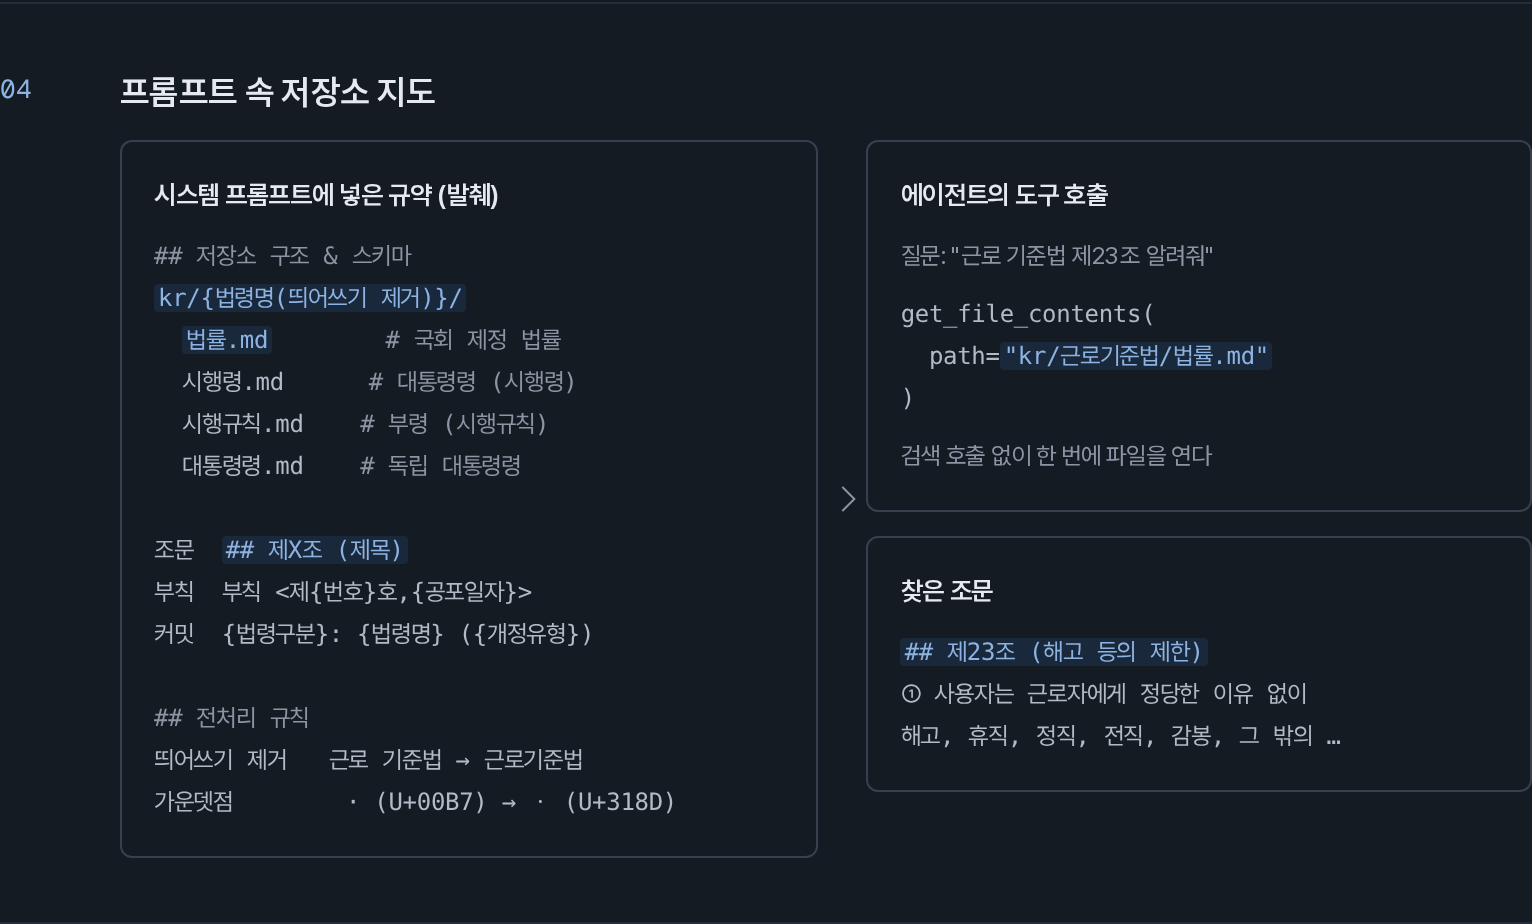 04
프롬프트 속 저장소 지도
시스템 프롬프트에 넣은 규약 (발췌)
## 저장소 구조 & 스키마
kr/{법령명(띄어쓰기 제거)}/
법률.md # 국회 제정 법률
시행령.md # 대통령령 (시행령)
시행규칙.md # 부령 (시행규칙)
대통령령.md # 독립 대통령령
조문 ## 제X조 (제목)
부칙 부칙 <제{번호}호,{공포일자}>
커밋 {법령구분}: {법령명} ({개정유형})
## 전처리 규칙
띄어쓰기 제거 근로 기준법 → 근로기준법
가운뎃점 · (U+00B7) → ㆍ (U+318D)
에이전트의 도구 호출
질문: "근로 기준법 제23조 알려줘"
get_file_contents(
path="kr/근로기준법/법률.md"
)
검색 호출 없이 한 번에 파일을 연다
찾은 조문
## 제23조 (해고 등의 제한)
① 사용자는 근로자에게 정당한 이유 없이
해고, 휴직, 정직, 전직, 감봉, 그 밖의 …